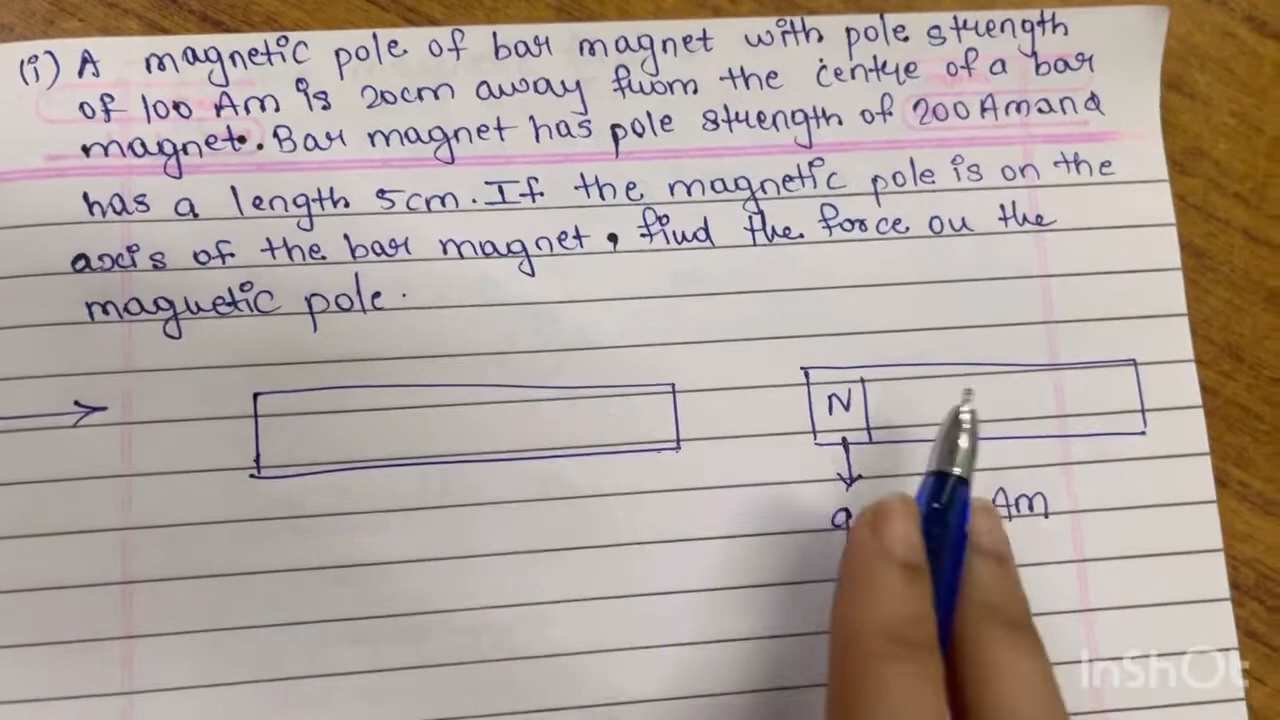 (i) A magnetic pole of bar magnet with pole strength
of 100 Am is 20cm away from the centre of a bar
magnet. Bar magnet has pole strength of 200 Am and
has a length 5cm. If the magnetic pole is on the
axis of the bar magnet, find the force on the
magnetic pole.
N
Am
InShOt